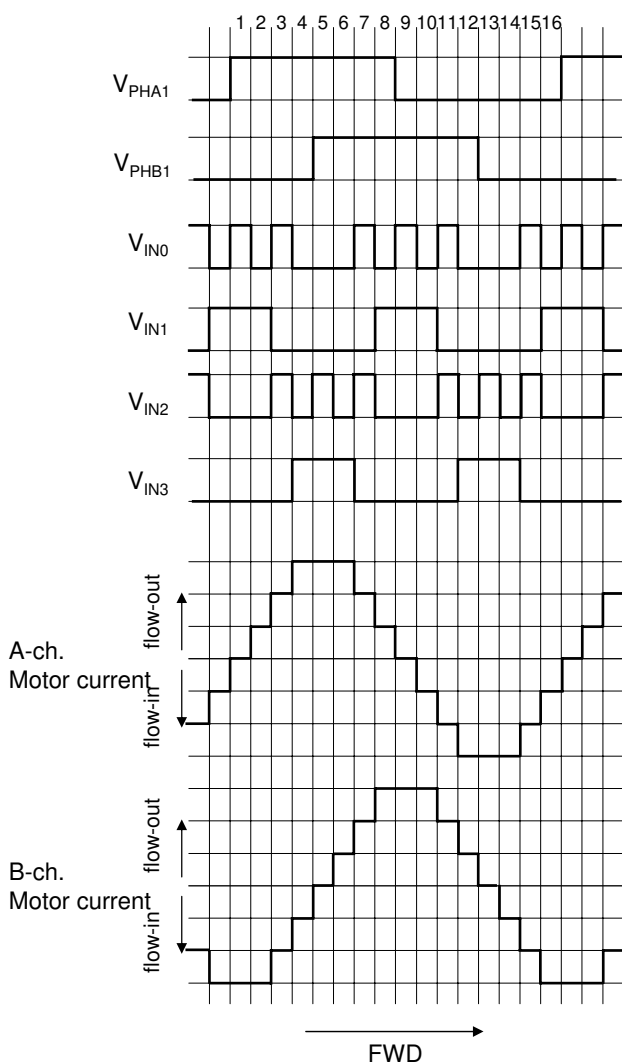 1 2 3 4 5 6 7 8 9 10 11 12 13 14 15 16
VPHA1
VPHB1
VIN0
VIN1
VIN2
VIN3
flow-out
A-ch.
Motor current
flow-in
flow-out
B-ch.
Motor current
flow-in
FWD